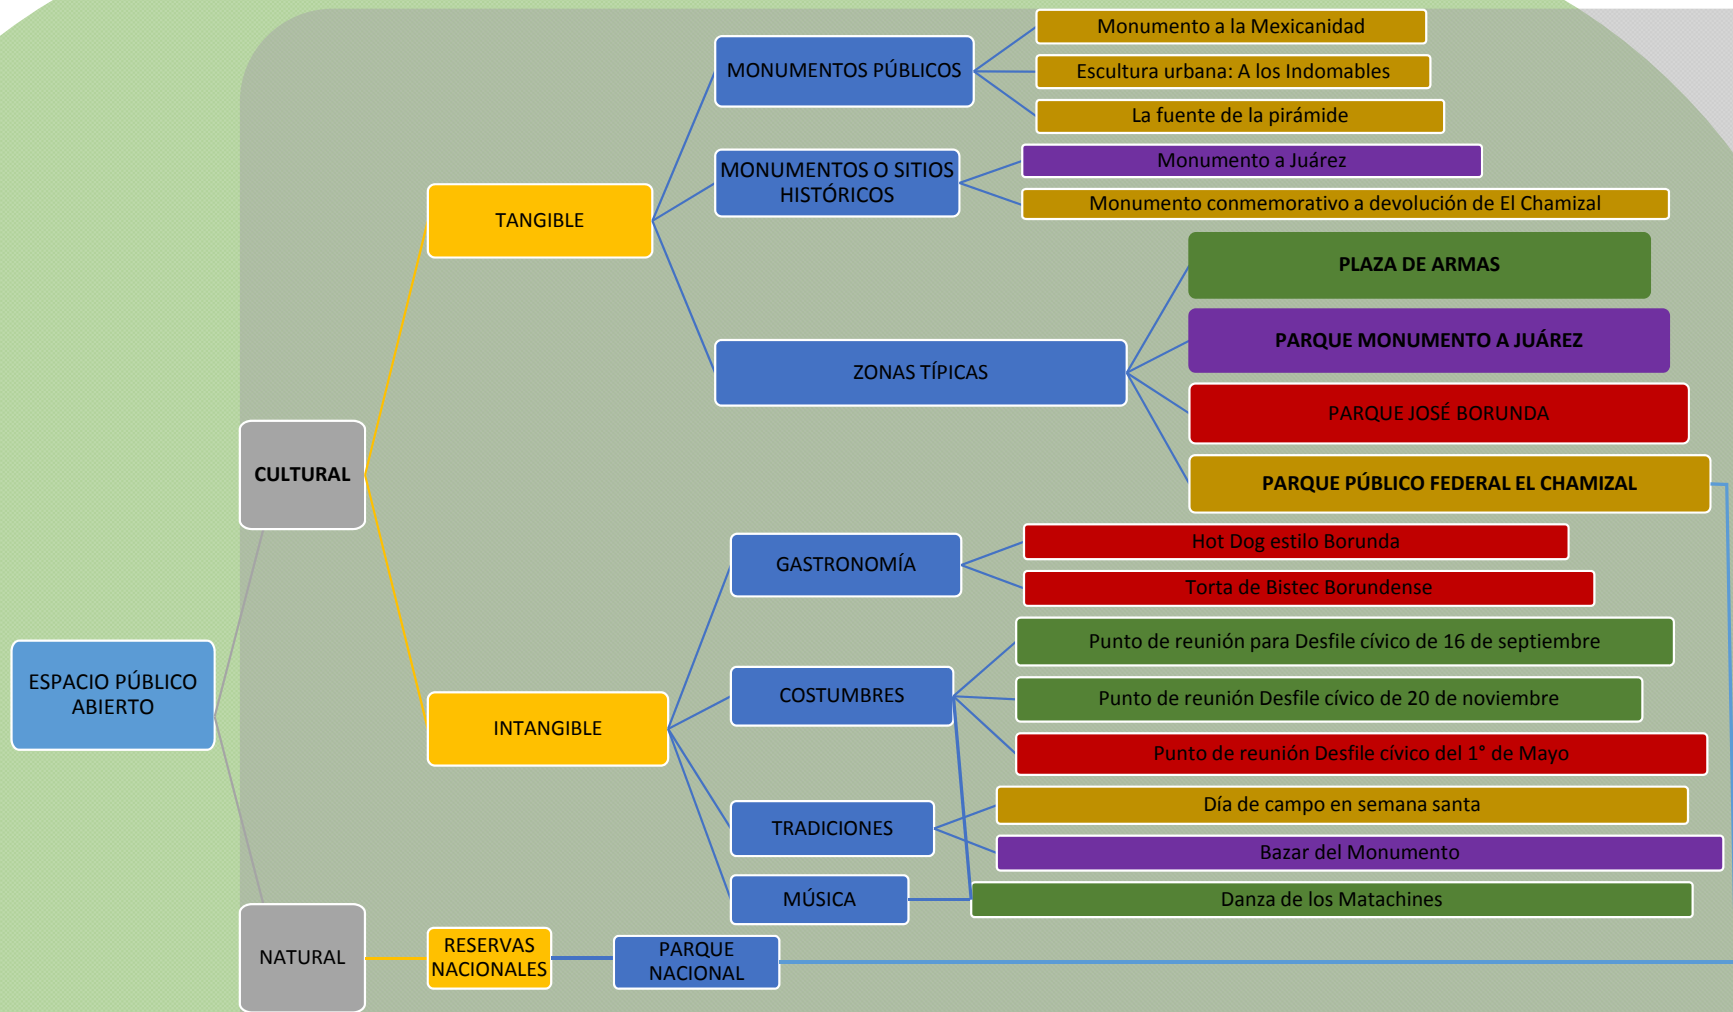 Monumento a la Mexicanidad
MONUMENTOS PÚBLICOS
Escultura urbana: A los Indomables
La fuente de la pirámide
MONUMENTOS O SITIOS
HISTÓRICOS
Monumento a Juárez
Monumento conmemorativo a devolución de El Chamizal
TANGIBLE
PLAZA DE ARMAS
PARQUE MONUMENTO A JUÁREZ
ZONAS TÍPICAS
PARQUE JOSÉ BORUNDA
PARQUE PÚBLICO FEDERAL EL CHAMIZAL
CULTURAL
GASTRONOMÍA
Hot Dog estilo Borunda
Torta de Bistec Borundense
ESPACIO PÚBLICO
ABIERTO
INTANGIBLE
COSTUMBRES
Punto de reunión para Desfile cívico de 16 de septiembre
Punto de reunión Desfile cívico de 20 de noviembre
Punto de reunión Desfile cívico del 1° de Mayo
TRADICIONES
Día de campo en semana santa
Bazar del Monumento
MÚSICA
Danza de los Matachines
NATURAL
RESERVAS
NACIONALES
PARQUE
NACIONAL